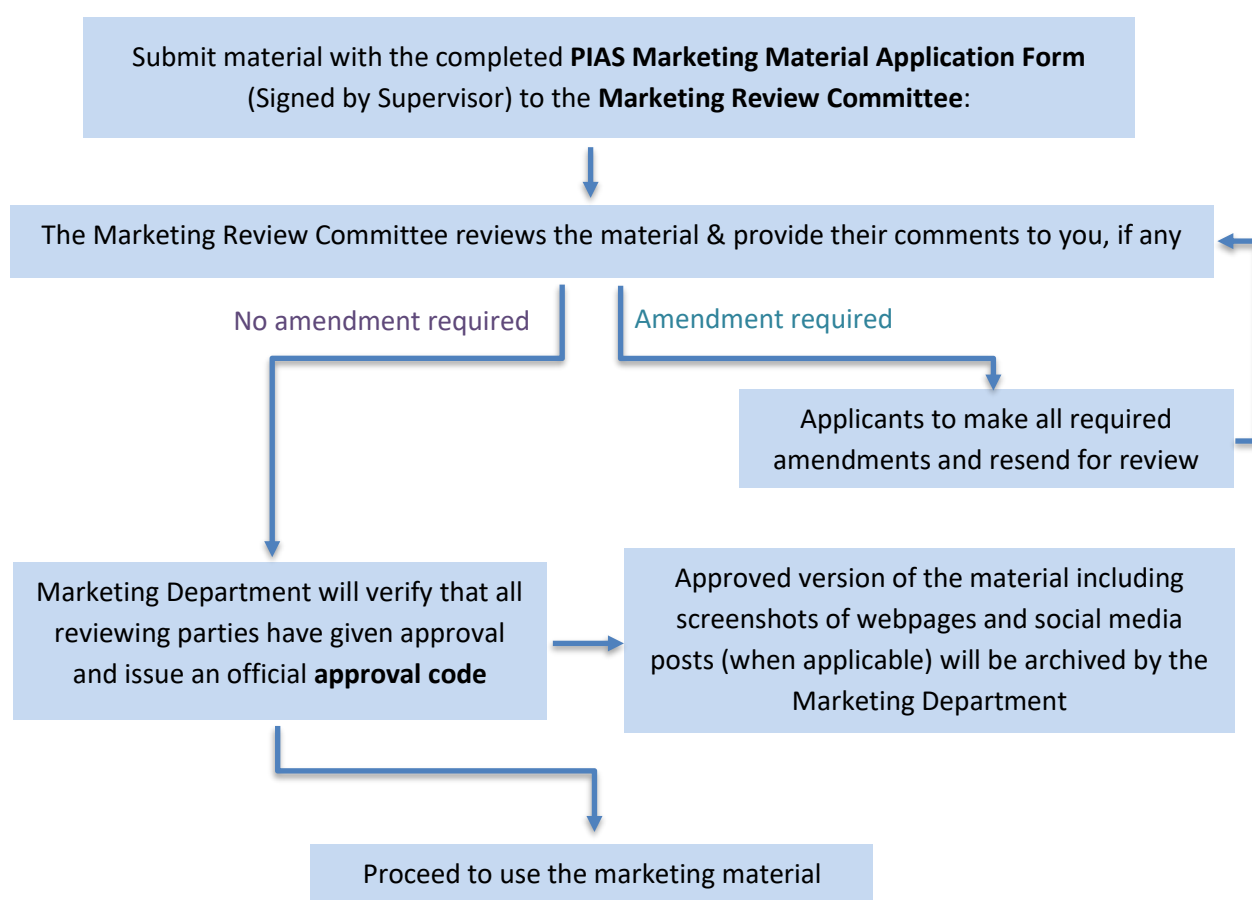 Submit material with the completed PIAS Marketing Material Application Form
(Signed by Supervisor) to the Marketing Review Committee:
The Marketing Review Committee reviews the material & provide their comments to you, if any
No amendment required
Amendment required
Applicants to make all required
amendments and resend for review
Marketing Department will verify that all
reviewing parties have given approval
and issue an official approval code
Approved version of the material including
screenshots of webpages and social media
posts (when applicable) will be archived by the
Marketing Department
Proceed to use the marketing material